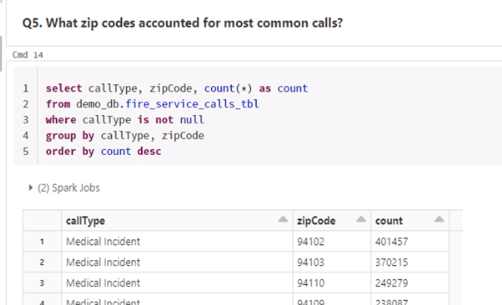 Q5. What zip codes accounted for most common calls?
Cmd 14
1 select callType, zipCode, count(*) as count
2 from demo_db.fire_service_calls_tbl
3 where callType is not null
4 group by callType, zipCode
5 order by count desc
(2) Spark Jobs
callType zipCode count
1 Medical Incident 94102 401457
2 Medical Incident 94103 370215
3 Medical Incident 94110 249279
4 Medical Incident 94109 238087